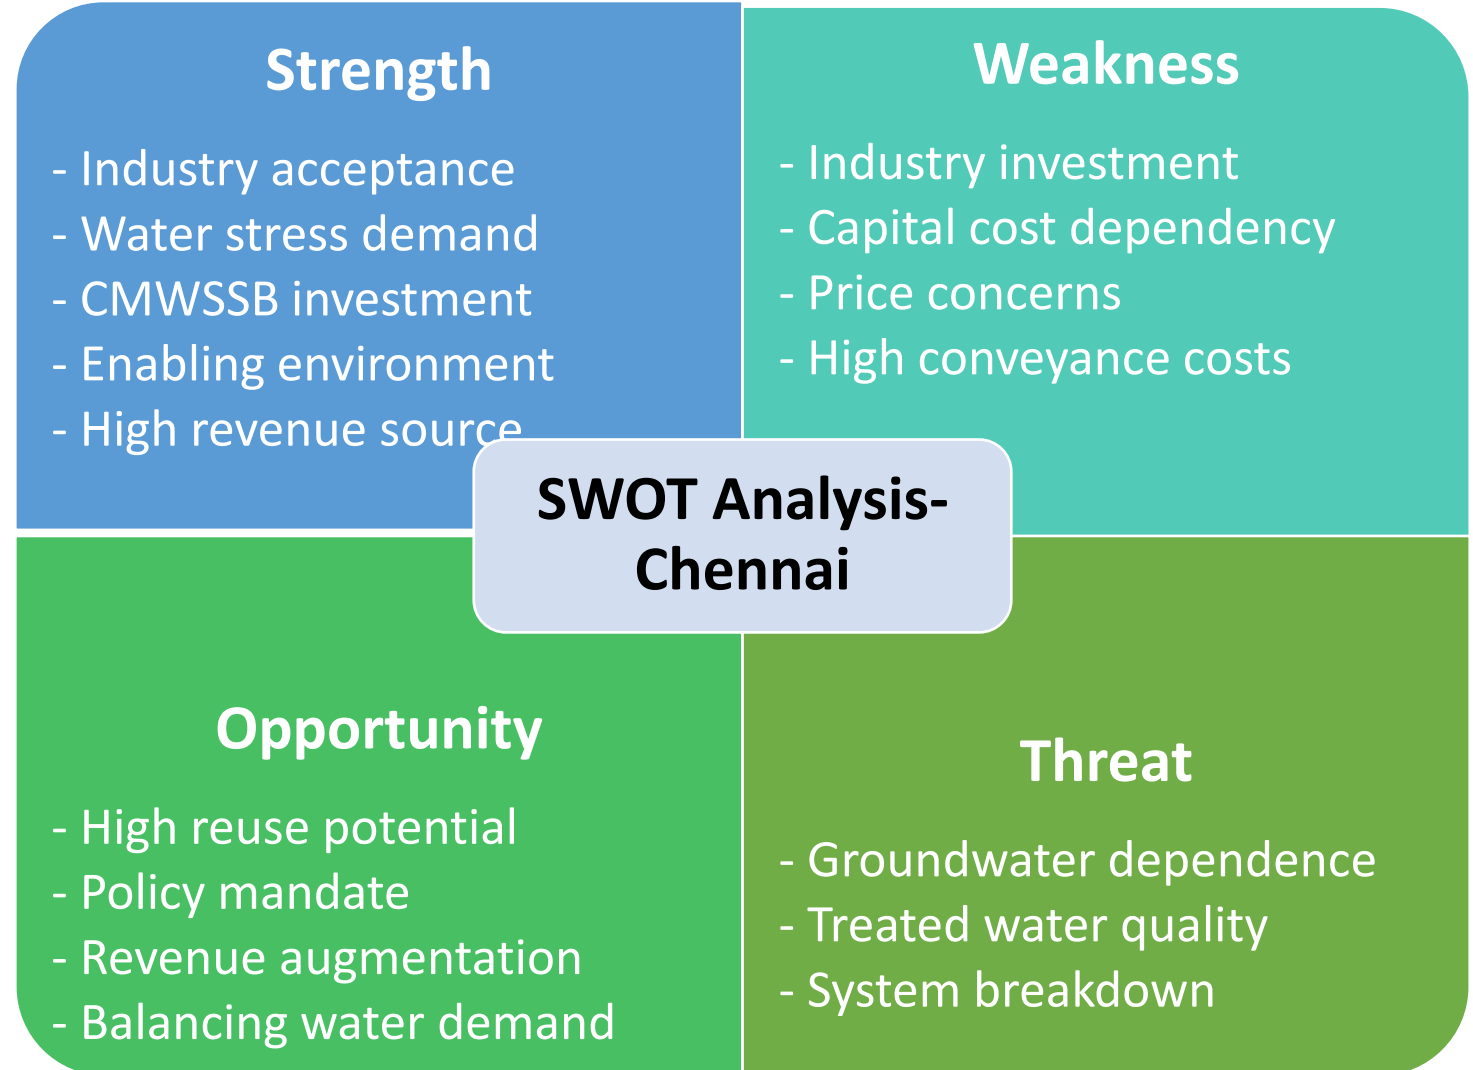 Strength
- Industry acceptance
- Water stress demand
- CMWSSB investment
- Enabling environment
- High revenue source
Weakness
- Industry investment
- Capital cost dependency
- Price concerns
- High conveyance costs
SWOT Analysis-
Chennai
Opportunity
- High reuse potential
- Policy mandate
- Revenue augmentation
- Balancing water demand
Threat
- Groundwater dependence
- Treated water quality
- System breakdown